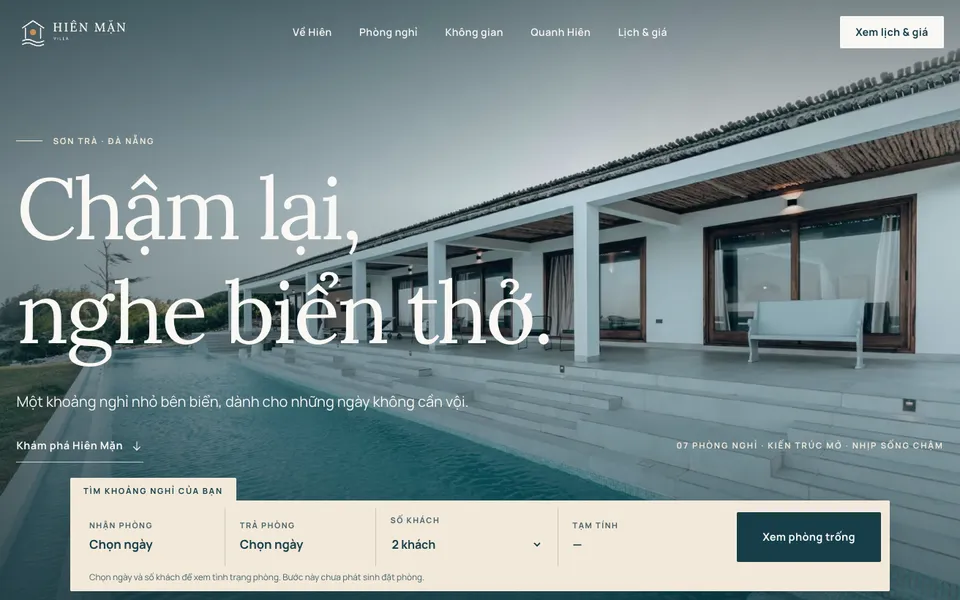 HIÊN MẶN
VILLA
Về Hiên
Phòng nghỉ
Không gian
Quanh Hiên
Lịch & giá
Xem lịch & giá
SƠN TRÀ · ĐÀ NẴNG
Chậm lại,
nghe biển thở.
Một khoảng nghỉ nhỏ bên biển, dành cho những ngày không cần vội.
Khám phá Hiên Mặn ↓
07 PHÒNG NGHỈ · KIẾN TRÚC MỞ · NHỊP SỐNG CHẬM
TÌM KHOẢNG NGHỈ CỦA BẠN
NHẬN PHÒNG
Chọn ngày
TRẢ PHÒNG
Chọn ngày
SỐ KHÁCH
2 khách
TẠM TÍNH
—
Xem phòng trống
Chọn ngày và số khách để xem tình trạng phòng. Bước này chưa phát sinh đặt phòng.